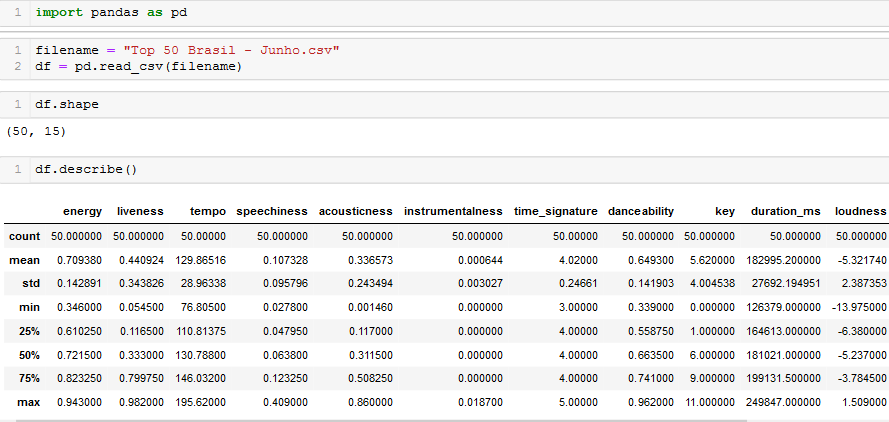 1 import pandas as pd
1 filename = "Top 50 Brasil - Junho.csv"
2 df = pd.read_csv(filename)
1 df.shape
(50, 15)
1 df.describe()
energy liveness tempo speechiness acousticness instrumentalness time_signature danceability key duration_ms loudness
count 50.000000 50.000000 50.00000 50.000000 50.000000 50.000000 50.00000 50.000000 50.000000 50.000000 50.000000
mean 0.709380 0.440924 129.86516 0.107328 0.336573 0.000644 4.02000 0.649300 5.620000 182995.200000 -5.321740
std 0.142891 0.343826 28.96338 0.095796 0.243494 0.003027 0.24661 0.141903 4.004538 27692.194951 2.387353
min 0.346000 0.054500 76.80500 0.027800 0.001460 0.000000 3.00000 0.339000 0.000000 126379.000000 -13.975000
25% 0.610250 0.116500 110.81375 0.047950 0.117000 0.000000 4.00000 0.558750 1.000000 164613.000000 -6.380000
50% 0.721500 0.333000 130.78800 0.063800 0.311500 0.000000 4.00000 0.663500 6.000000 181021.000000 -5.237000
75% 0.823250 0.799750 146.03200 0.123250 0.508250 0.000000 4.00000 0.741000 9.000000 199131.500000 -3.784500
max 0.943000 0.982000 195.62000 0.409000 0.860000 0.018700 5.00000 0.962000 11.000000 249847.000000 1.509000